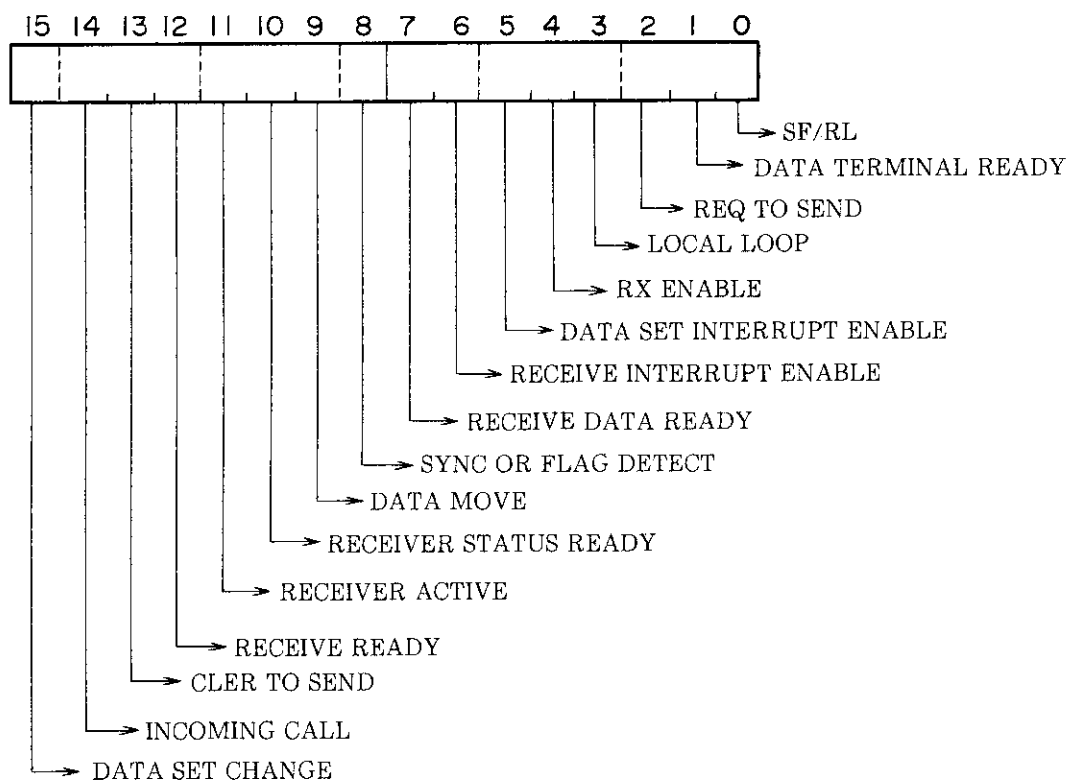 15 14 13 12 11 10 9 8 7 6 5 4 3 2 1 0
SF/RL
DATA TERMINAL READY
REQ TO SEND
LOCAL LOOP
RX ENABLE
DATA SET INTERRUPT ENABLE
RECEIVE INTERRUPT ENABLE
RECEIVE DATA READY
SYNC OR FLAG DETECT
DATA MOVE
RECEIVER STATUS READY
RECEIVER ACTIVE
RECEIVE READY
CLER TO SEND
INCOMING CALL
DATA SET CHANGE